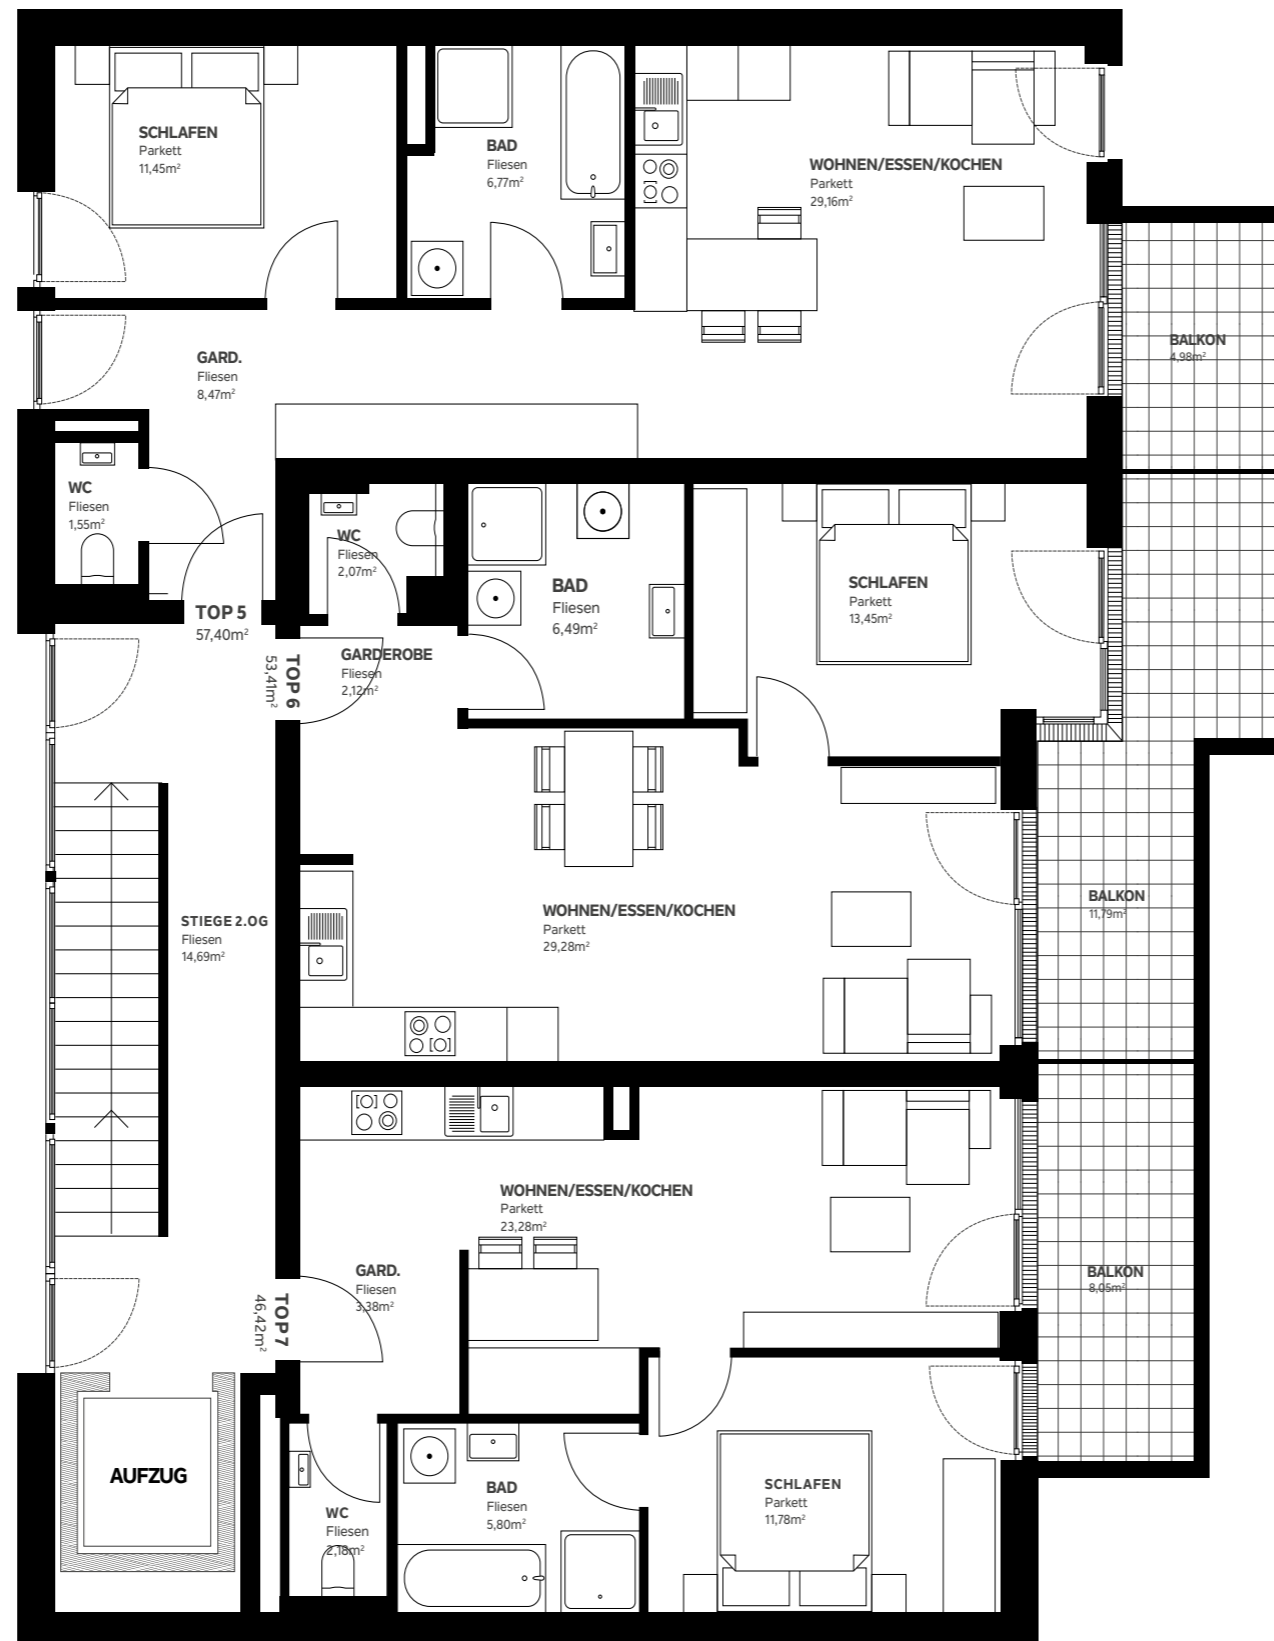 SCHLAFEN
Parkett
11,45m²
BAD
Fliesen
6,77m²
WOHNEN/ESSEN/KOCHEN
Parkett
29,16m²
BALKON
4,98m²
GARD.
Fliesen
8,47m²
WC
Fliesen
1,55m²
WC
Fliesen
2,07m²
BAD
Fliesen
6,49m²
SCHLAFEN
Parkett
13,45m²
TOP 5
57,40m²
TOP 6
53,41m²
GARDEROBE
Fliesen
2,12m²
STIEGE 2.OG
Fliesen
14,69m²
WOHNEN/ESSEN/KOCHEN
Parkett
29,28m²
BALKON
11,79m²
WOHNEN/ESSEN/KOCHEN
Parkett
23,28m²
GARD.
Fliesen
3,38m²
BALKON
8,05m²
TOP 7
46,42m²
AUFZUG
WC
Fliesen
2,18m²
BAD
Fliesen
5,80m²
SCHLAFEN
Parkett
11,78m²